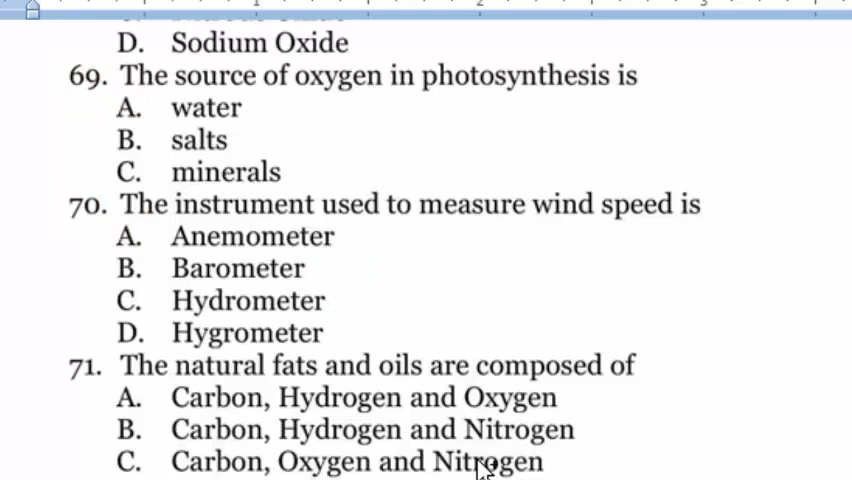 D. Sodium Oxide
69. The source of oxygen in photosynthesis is
A. water
B. salts
C. minerals
70. The instrument used to measure wind speed is
A. Anemometer
B. Barometer
C. Hydrometer
D. Hygrometer
71. The natural fats and oils are composed of
A. Carbon, Hydrogen and Oxygen
B. Carbon, Hydrogen and Nitrogen
C. Carbon, Oxygen and Nitrogen